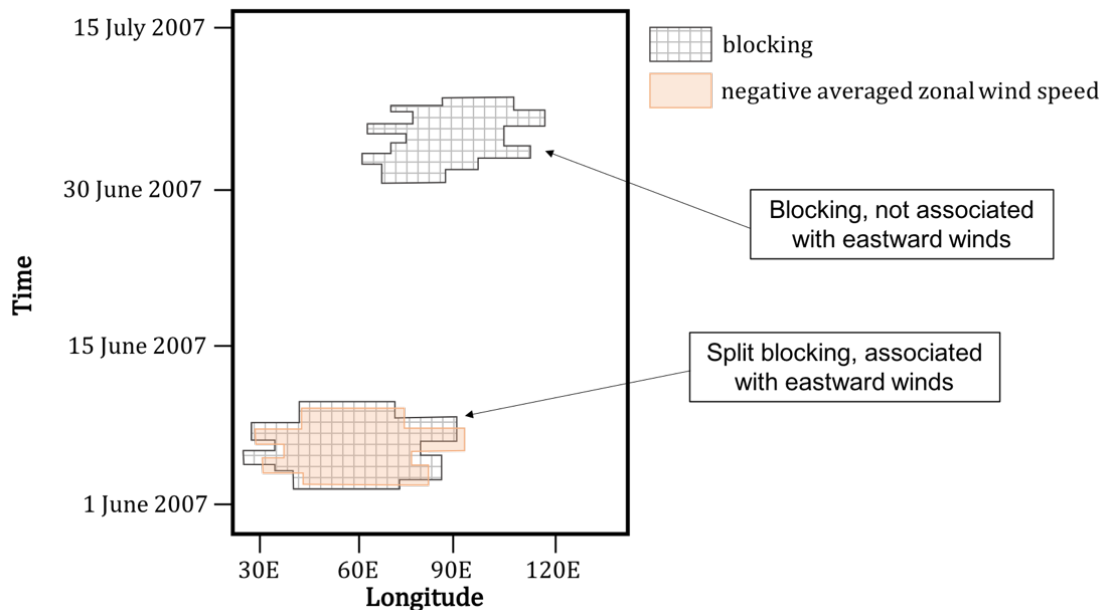 15 July 2007
blocking
negative averaged zonal wind speed
30 June 2007
Blocking, not associated
with eastward winds
Time
15 June 2007
Split blocking, associated
with eastward winds
1 June 2007
30E 60E 90E 120E
Longitude